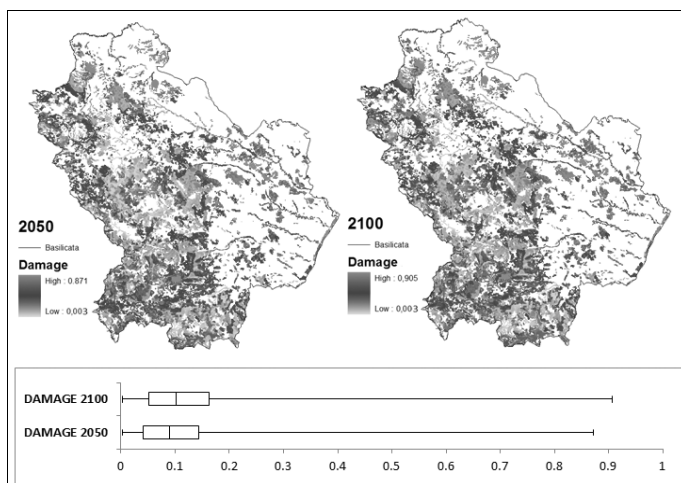 2050
Basilicata
Damage
High : 0.871
Low : 0,003
2100
Basilicata
Damage
High : 0,905
Low : 0,003
DAMAGE 2100
DAMAGE 2050
0 0.1 0.2 0.3 0.4 0.5 0.6 0.7 0.8 0.9 1